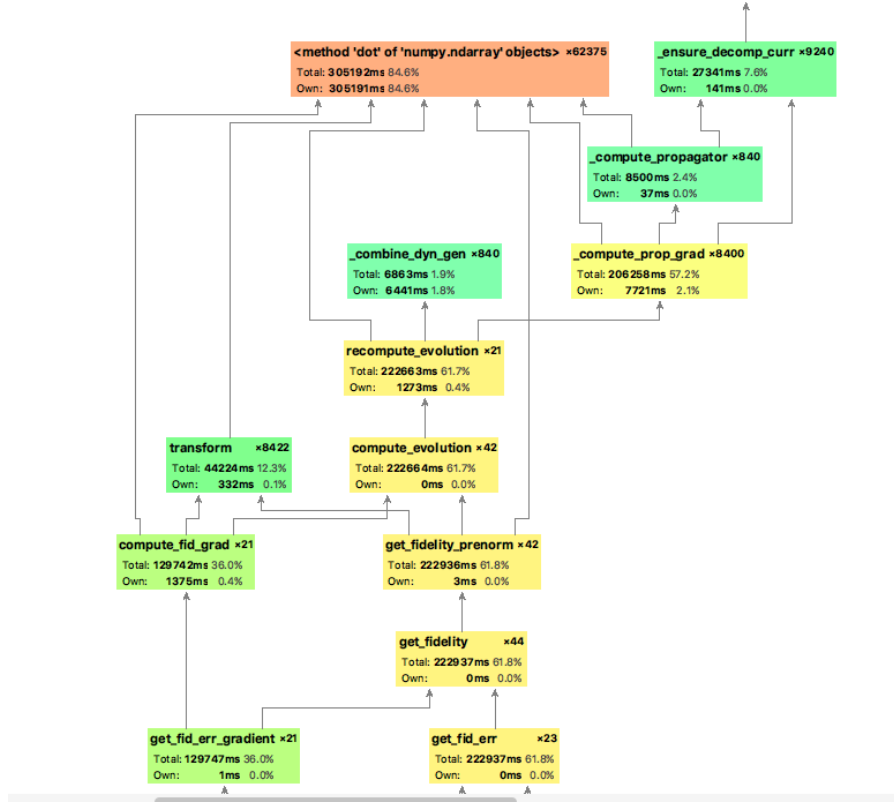 <method 'dot' of 'numpy.ndarray' objects> ×62375
Total: 305192ms 84.6%
Own: 305191ms 84.6%
_ensure_decomp_curr ×9240
Total: 27341ms 7.6%
Own: 141ms 0.0%
_compute_propagator ×840
Total: 8500ms 2.4%
Own: 37ms 0.0%
_combine_dyn_gen ×840
Total: 6863ms 1.9%
Own: 6441ms 1.8%
_compute_prop_grad ×8400
Total: 206258ms 57.2%
Own: 7721ms 2.1%
recompute_evolution ×21
Total: 222663ms 61.7%
Own: 1273ms 0.4%
transform ×8422
Total: 44224ms 12.3%
Own: 332ms 0.1%
compute_evolution ×42
Total: 222664ms 61.7%
Own: 0ms 0.0%
compute_fid_grad ×21
Total: 129742ms 36.0%
Own: 1375ms 0.4%
get_fidelity_prenorm ×42
Total: 222936ms 61.8%
Own: 3ms 0.0%
get_fidelity ×44
Total: 222937ms 61.8%
Own: 0ms 0.0%
get_fid_err_gradient ×21
Total: 129747ms 36.0%
Own: 1ms 0.0%
get_fid_err ×23
Total: 222937ms 61.8%
Own: 0ms 0.0%